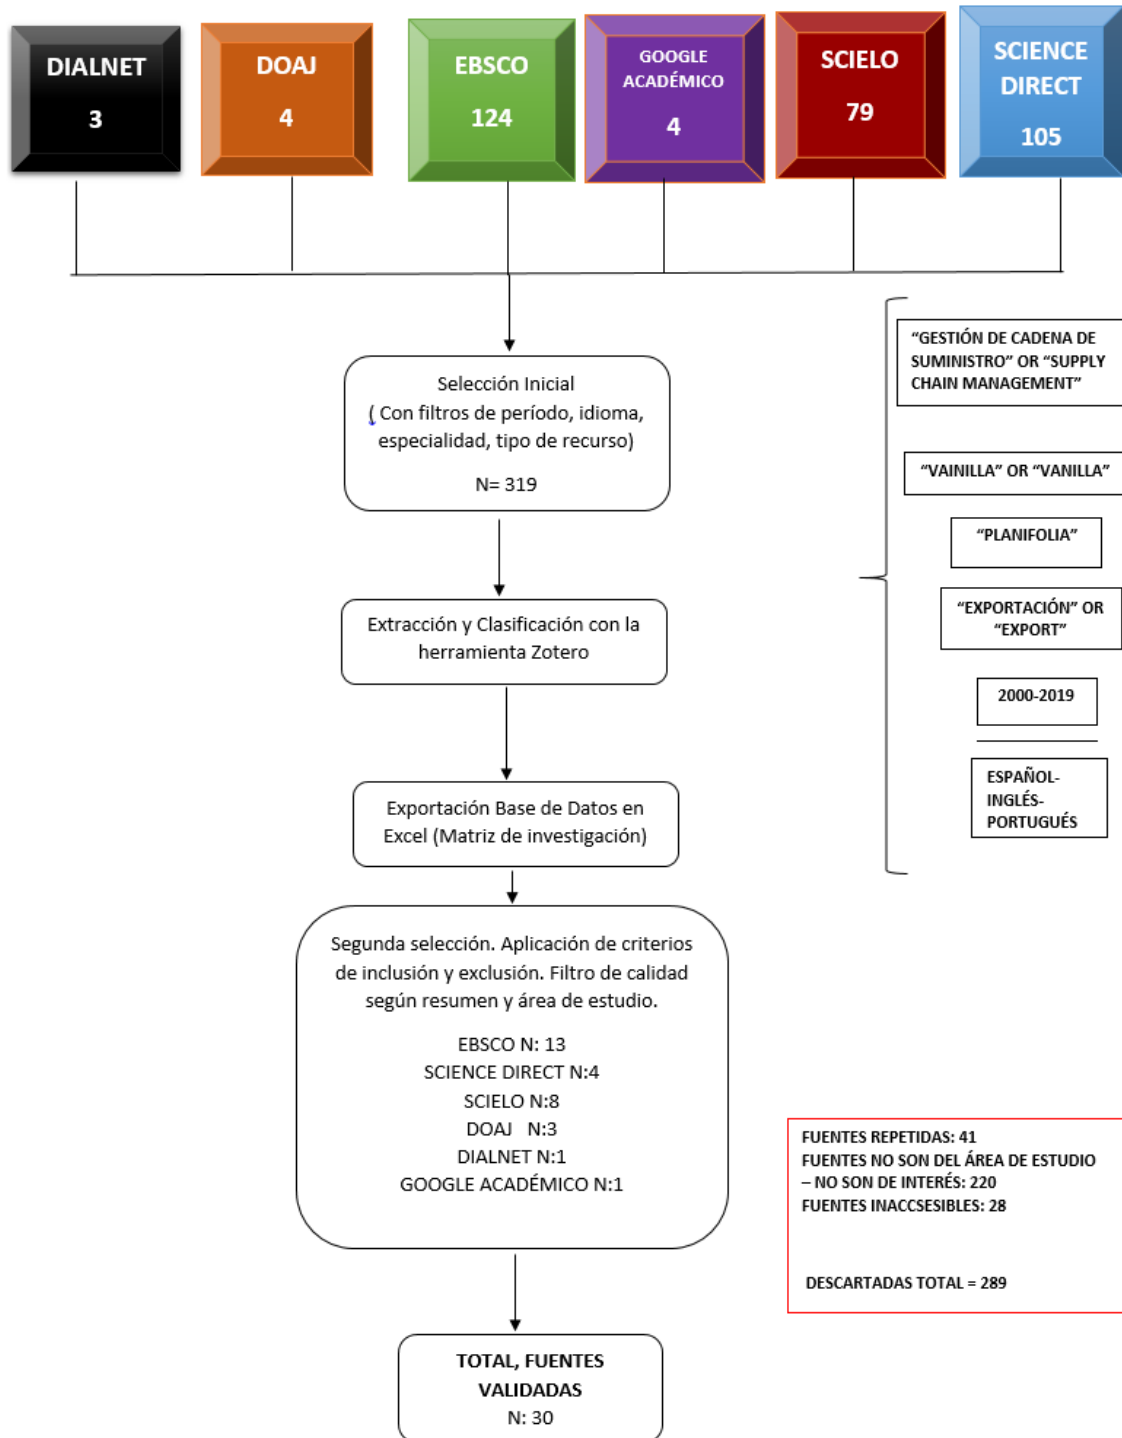 DIALNET
3
DOAJ
4
EBSCO
124
GOOGLE
ACADÉMICO
4
SCIELO
79
SCIENCE
DIRECT
105
Selección Inicial
( Con filtros de período, idioma,
especialidad, tipo de recurso)
N= 319
Extracción y Clasificación con la
herramienta Zotero
Exportación Base de Datos en
Excel (Matriz de investigación)
Segunda selección. Aplicación de criterios
de inclusión y exclusión. Filtro de calidad
según resumen y área de estudio.
EBSCO N: 13
SCIENCE DIRECT N:4
SCIELO N:8
DOAJ N:3
DIALNET N:1
GOOGLE ACADÉMICO N:1
TOTAL, FUENTES
VALIDADAS
N: 30
“GESTIÓN DE CADENA DE
SUMINISTRO” OR “SUPPLY
CHAIN MANAGEMENT”
“VAINILLA” OR “VANILLA”
“PLANIFOLIA”
“EXPORTACIÓN” OR
“EXPORT”
2000-2019
ESPAÑOL-
INGLÉS-
PORTUGUÉS
FUENTES REPETIDAS: 41
FUENTES NO SON DEL ÁREA DE ESTUDIO
– NO SON DE INTERÉS: 220
FUENTES INACCSESIBLES: 28
DESCARTADAS TOTAL = 289